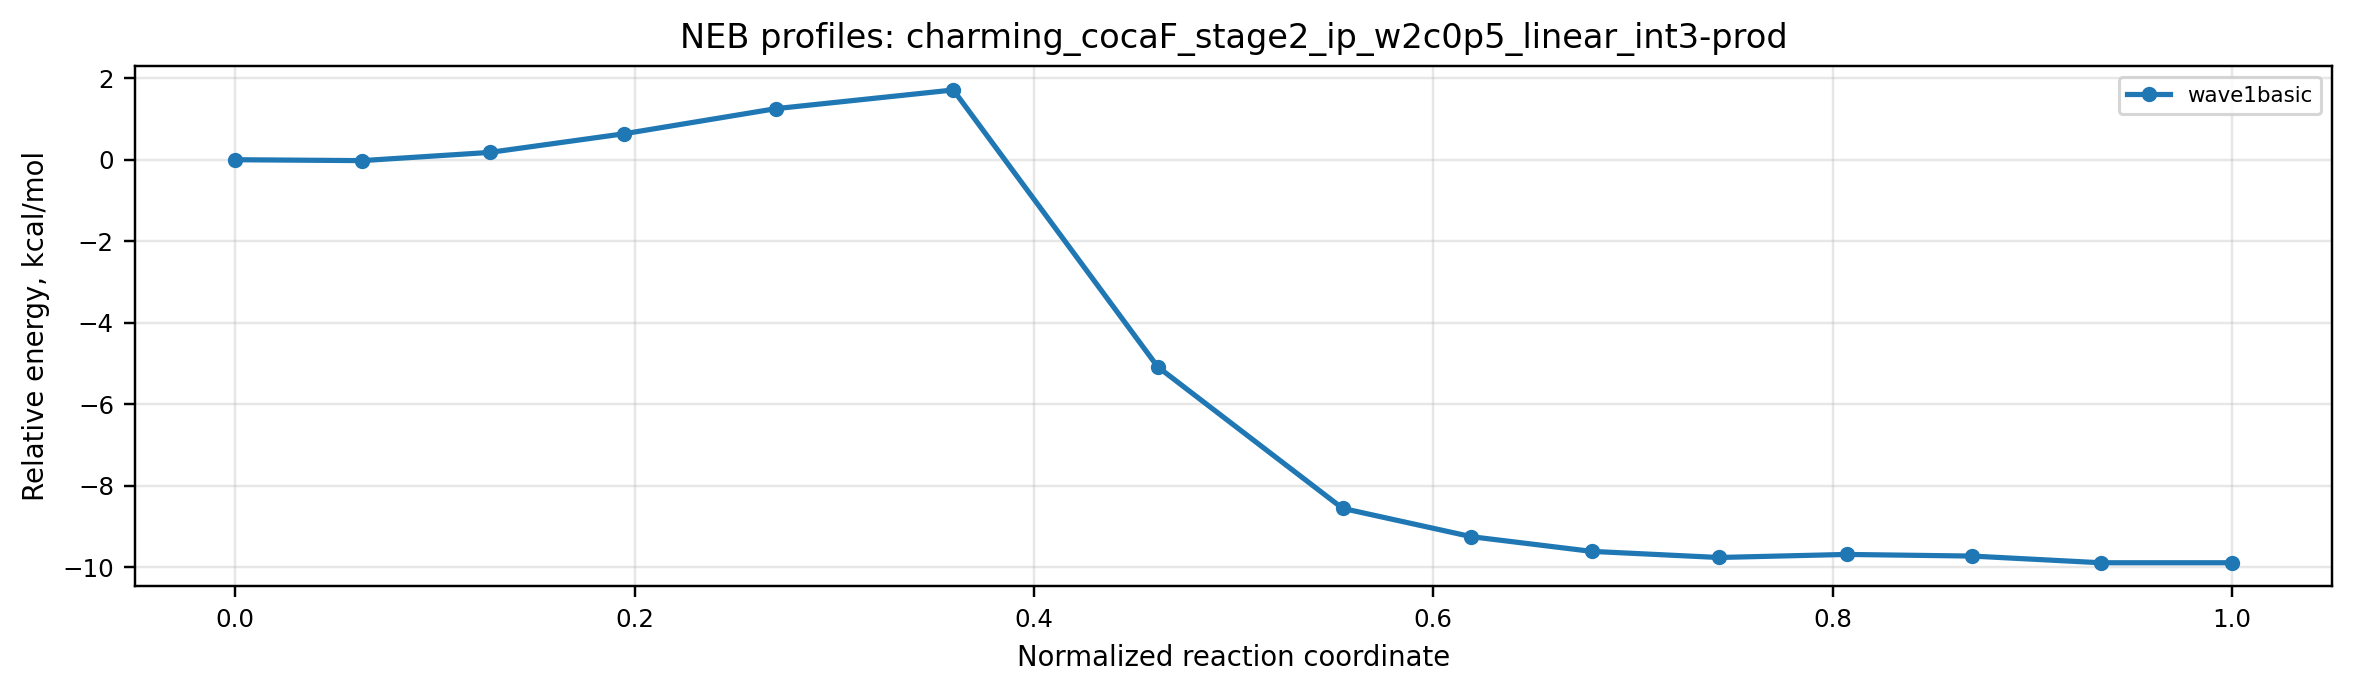 NEB profiles: charming_cocaF_stage2_ip_w2c0p5_linear_int3-prod
wave1basic
Relative energy, kcal/mol
2
0
−2
−4
−6
−8
−10
0.0 0.2 0.4 0.6 0.8 1.0
Normalized reaction coordinate